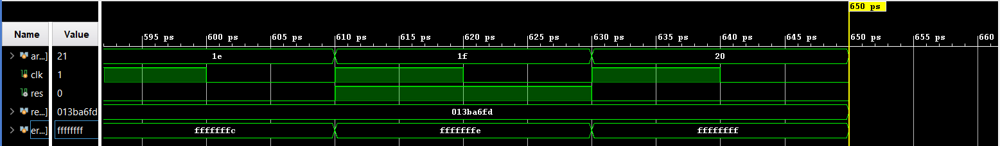 650 ps
Name Value
595 ps 600 ps 605 ps 610 ps 615 ps 620 ps 625 ps 630 ps 635 ps 640 ps 645 ps 650 ps 655 ps 660
ar...] 21 1e 1f 20
clk 1
res 0
re...] 013ba6fd 013ba6fd
er...] ffffffff fffffffc fffffffe ffffffff